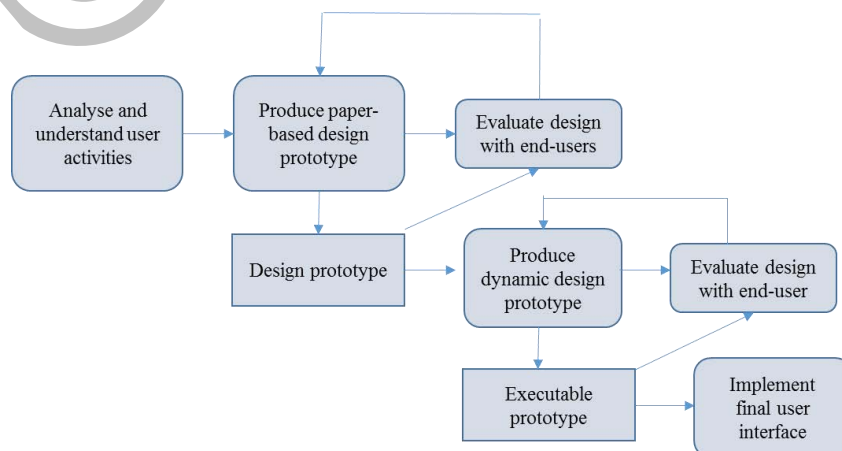 Analyse and
understand user
activities
Produce paper-
based design
prototype
Evaluate design
with end-users
Design prototype
Produce
dynamic design
prototype
Evaluate design
with end-user
Executable
prototype
Implement
final user
interface